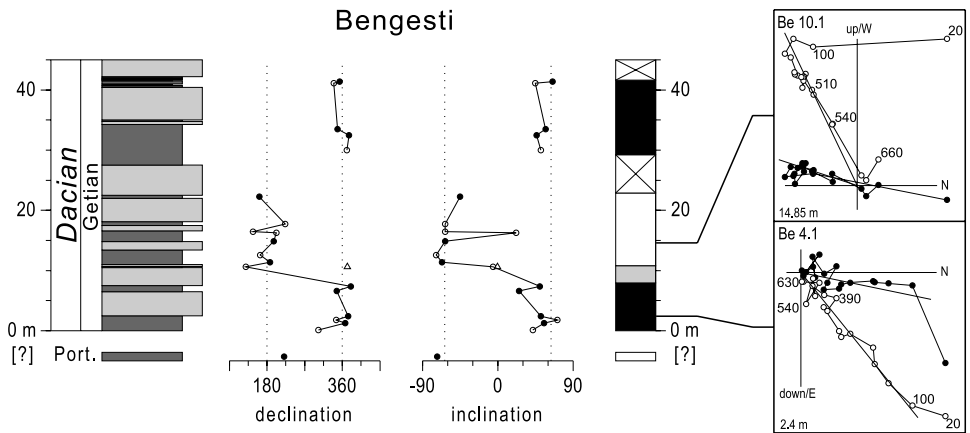 Bengesti
40
20
0 m
[?]
Dacian
Getian
Port.
180
360
declination
-90
0
90
inclination
40
20
0 m
[?]
Be 10.1
up/W
20
100
510
540
660
N
14.85 m
Be 4.1
N
630
540
390
down/E
100
20
2.4 m